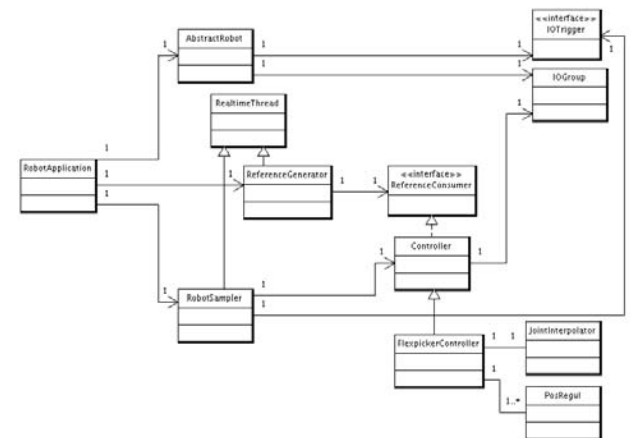 <<interface>>
IOTrigger
AbstractRobot
1
1
1
1
1
1
IOGroup
RealtimeThread
1
1
RobotApplication
1
1
1
ReferenceGenerator
1
1
<<interface>>
ReferenceConsumer
Controller
1
1
1
RobotSampler
1
1
FlexpickerController
1
1
JointInterpolator
1
1..*
PosRegul